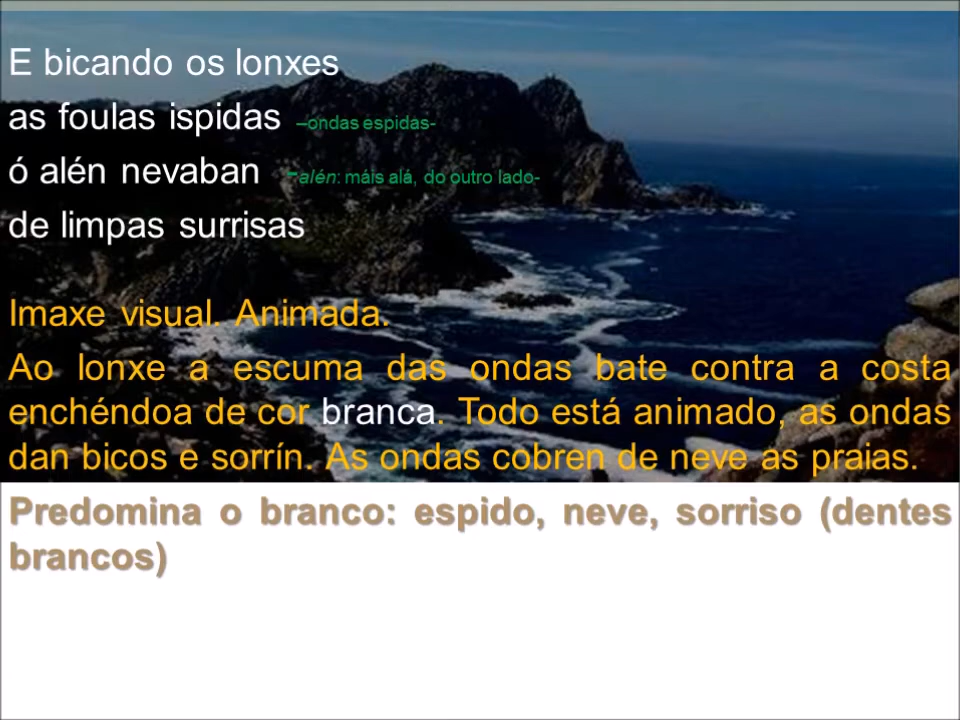 E bicando os lonxes
as foulas ispidas –ondas espidas-
ó alén nevaban -alén: máis alá, do outro lado-
de limpas surrisas
Imaxe visual. Animada.
Ao lonxe a escuma das ondas bate contra a costa
enchéndoa de cor branca. Todo está animado, as ondas
dan bicos e sorrín. As ondas cobren de neve as praias.
Predomina o branco: espido, neve, sorriso (dentes
brancos)